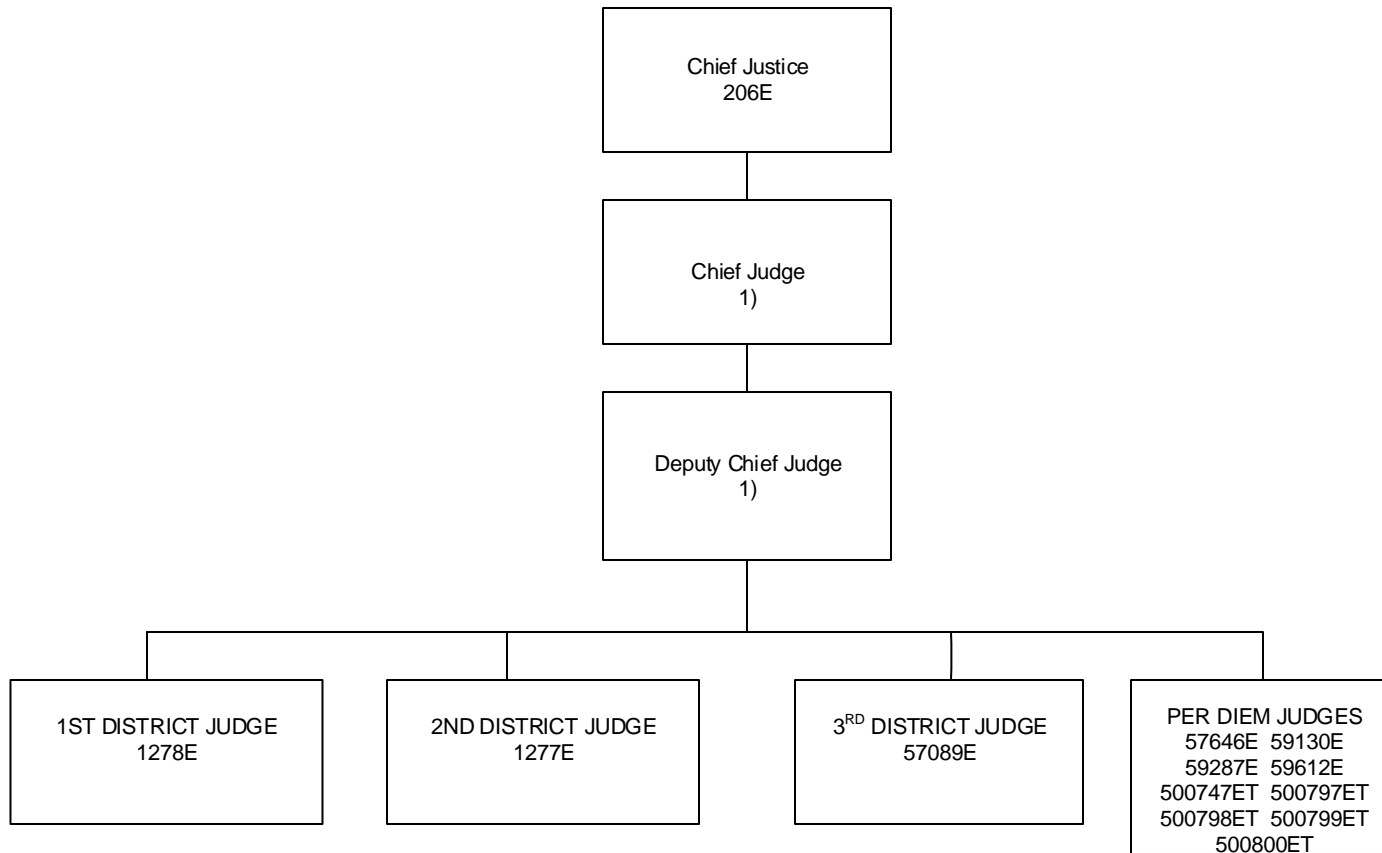 Chief Justice
206E
Chief Judge
1)
Deputy Chief Judge
1)
1ST DISTRICT JUDGE
1278E
2ND DISTRICT JUDGE
1277E
3RD DISTRICT JUDGE
57089E
PER DIEM JUDGES
57646E 59130E
59287E 59612E
500747ET 500797ET
500798ET 500799ET
500800ET